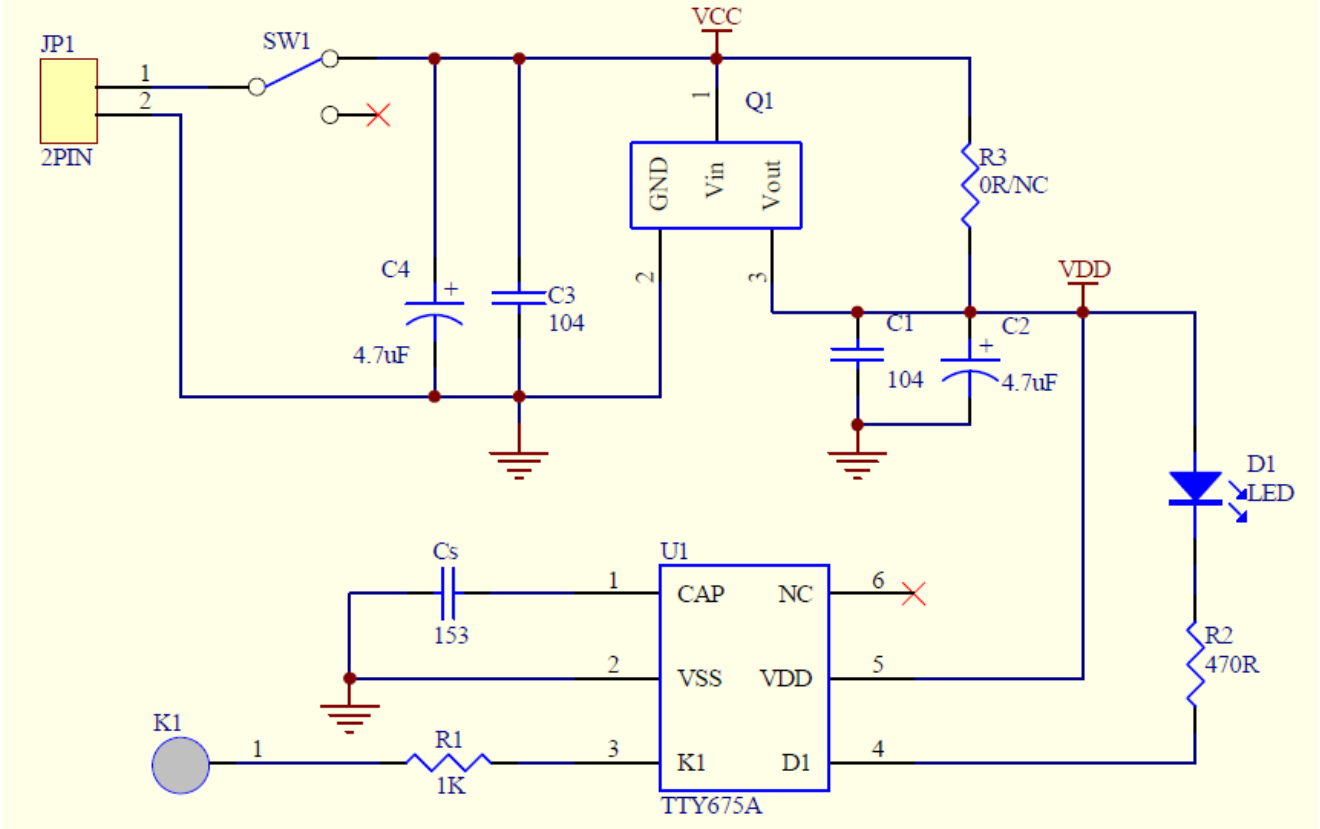 VCC
JP1
SW1
1
2
2PIN
1
Q1
GND
Vin
Vout
R3
0R/NC
2
3
C4
+
4.7uF
C3
104
VDD
C1
104
C2
+
4.7uF
D1
LED
Cs
153
U1
1
CAP
NC
6
2
VSS
VDD
5
R2
470R
K1
1
R1
1K
3
K1
D1
4
TTY675A